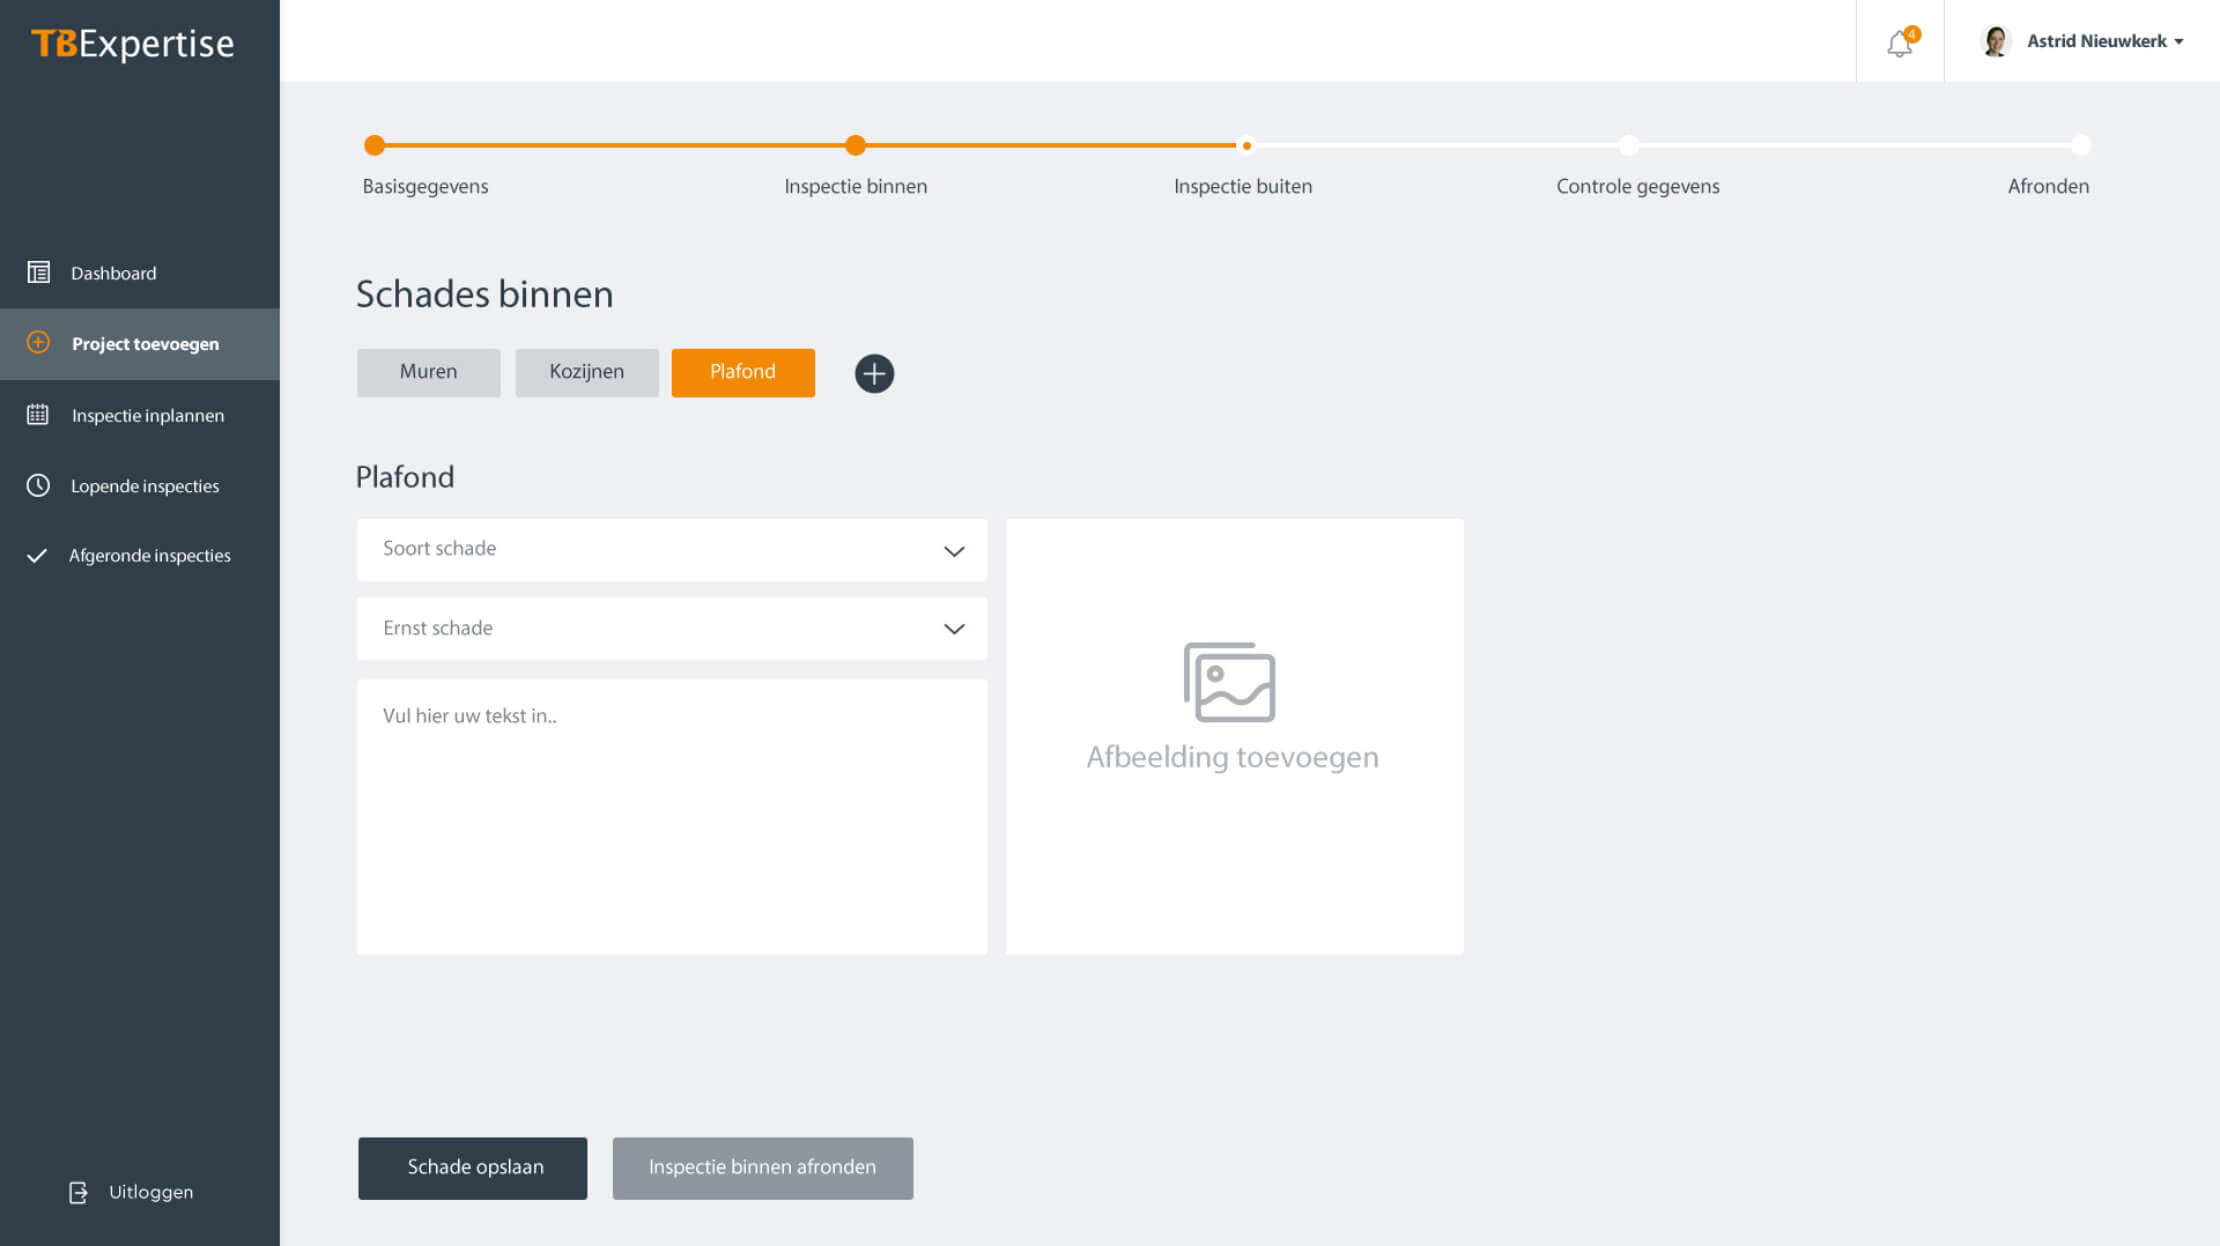 TBExpertise
4
Astrid Nieuwkerk
Basisgegevens
Inspectie binnen
Inspectie buiten
Controle gegevens
Afronden
Dashboard
Project toevoegen
Inspectie inplannen
Lopende inspecties
Afgeronde inspecties
Uitloggen
Schades binnen
Muren
Kozijnen
Plafond
Plafond
Soort schade
Ernst schade
Vul hier uw tekst in..
Afbeelding toevoegen
Schade opslaan
Inspectie binnen afronden